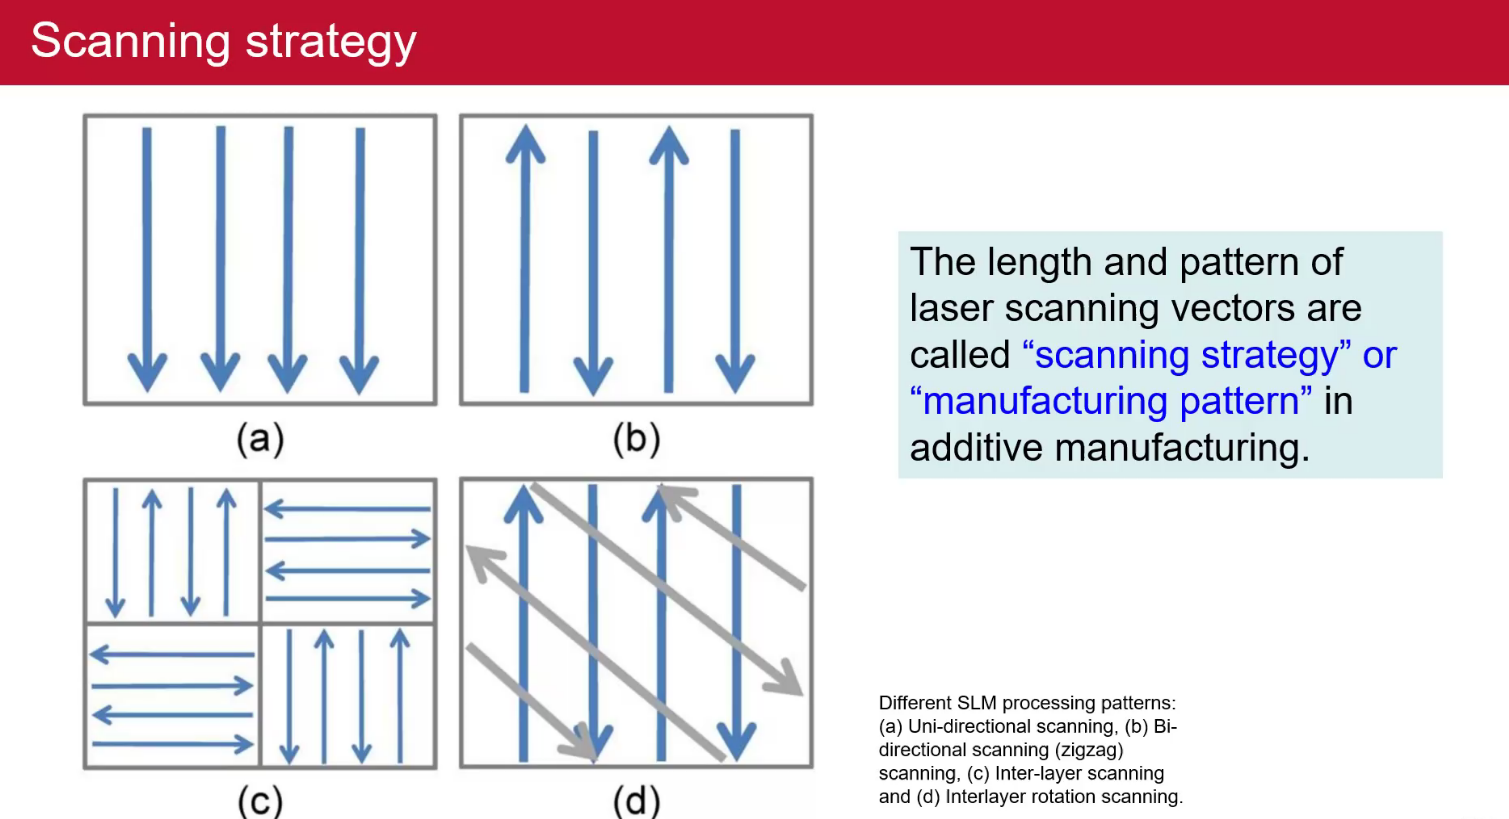 Scanning strategy
(a)
(b)
(c)
(d)
The length and pattern of
laser scanning vectors are
called “scanning strategy” or
“manufacturing pattern” in
additive manufacturing.
Different SLM processing patterns:
(a) Uni-directional scanning, (b) Bi-
directional scanning (zigzag)
scanning, (c) Inter-layer scanning
and (d) Interlayer rotation scanning.